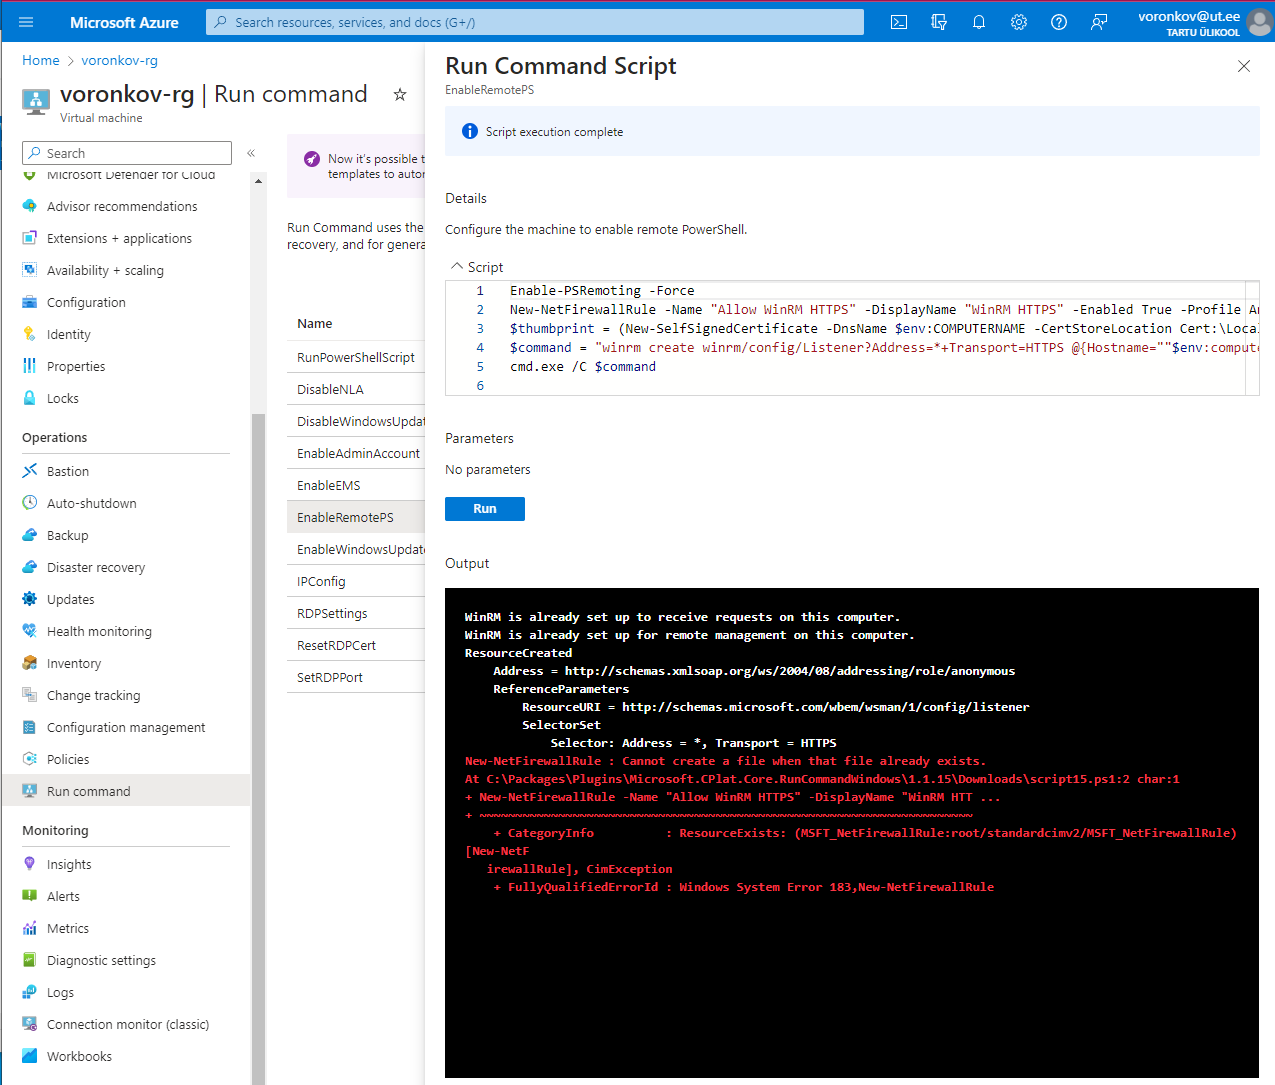 Microsoft Azure
Search resources, services, and docs (G+/)
voronkov@ut.ee
TARTU ÜLIKOOL
Home > voronkov-rg
voronkov-rg | Run command
Virtual machine
Search
«
Microsoft Defender for Cloud
Advisor recommendations
Extensions + applications
Availability + scaling
Configuration
Identity
Properties
Locks
Operations
Bastion
Auto-shutdown
Backup
Disaster recovery
Updates
Health monitoring
Inventory
Change tracking
Configuration management
Policies
Run command
Monitoring
Insights
Alerts
Metrics
Diagnostic settings
Logs
Connection monitor (classic)
Workbooks
Now it's possible t
templates to autor
Run Command uses the
recovery, and for genera
Name
RunPowerShellScript
DisableNLA
DisableWindowsUpdat
EnableAdminAccount
EnableEMS
EnableRemotePS
EnableWindowsUpdate
IPConfig
RDPSettings
ResetRDPCert
SetRDPPort
Run Command Script
EnableRemotePS
Script execution complete
Details
Configure the machine to enable remote PowerShell.
Script
1 Enable-PSRemoting -Force
2 New-NetFirewallRule -Name "Allow WinRM HTTPS" -DisplayName "WinRM HTTPS" -Enabled True -Profile An
3 $thumbprint = (New-SelfSignedCertificate -DnsName $env:COMPUTERNAME -CertStoreLocation Cert:\Loca
4 $command = "winrm create winrm/config/Listener?Address=*+Transport=HTTPS @{Hostname=""$env:compute
5 cmd.exe /C $command
6
Parameters
No parameters
Run
Output
WinRM is already set up to receive requests on this computer.
WinRM is already set up for remote management on this computer.
ResourceCreated
Address = http://schemas.xmlsoap.org/ws/2004/08/addressing/role/anonymous
ReferenceParameters
ResourceURI = http://schemas.microsoft.com/wbem/wsman/1/config/listener
SelectorSet
Selector: Address = *, Transport = HTTPS
New-NetFirewallRule : Cannot create a file when that file already exists.
At C:\Packages\Plugins\Microsoft.CPlat.Core.RunCommandWindows\1.1.15\Downloads\script15.ps1:2 char:1
+ New-NetFirewallRule -Name "Allow WinRM HTTPS" -DisplayName "WinRM HTT ...
+ ~~~~~~~~~~~~~~~~~~~~~~~~~~~~~~~~~~~~~~~~~~~~~~~~~~~~~~~~~~~~~~~~~~~~~
+ CategoryInfo : ResourceExists: (MSFT_NetFirewallRule:root/standardcimv2/MSFT_NetFirewallRule)
[New-NetF
irewallRule], CimException
+ FullyQualifiedErrorId : Windows System Error 183,New-NetFirewallRule